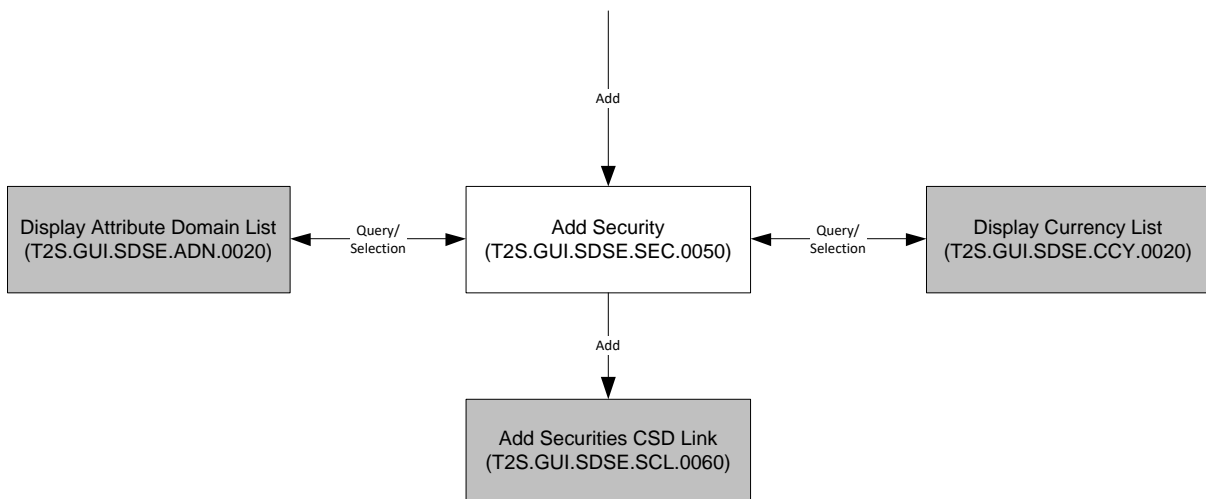 Add
Display Attribute Domain List
(T2S.GUI.SDSE.ADN.0020)
Query/
Selection
Add Security
(T2S.GUI.SDSE.SEC.0050)
Query/
Selection
Display Currency List
(T2S.GUI.SDSE.CCY.0020)
Add
Add Securities CSD Link
(T2S.GUI.SDSE.SCL.0060)